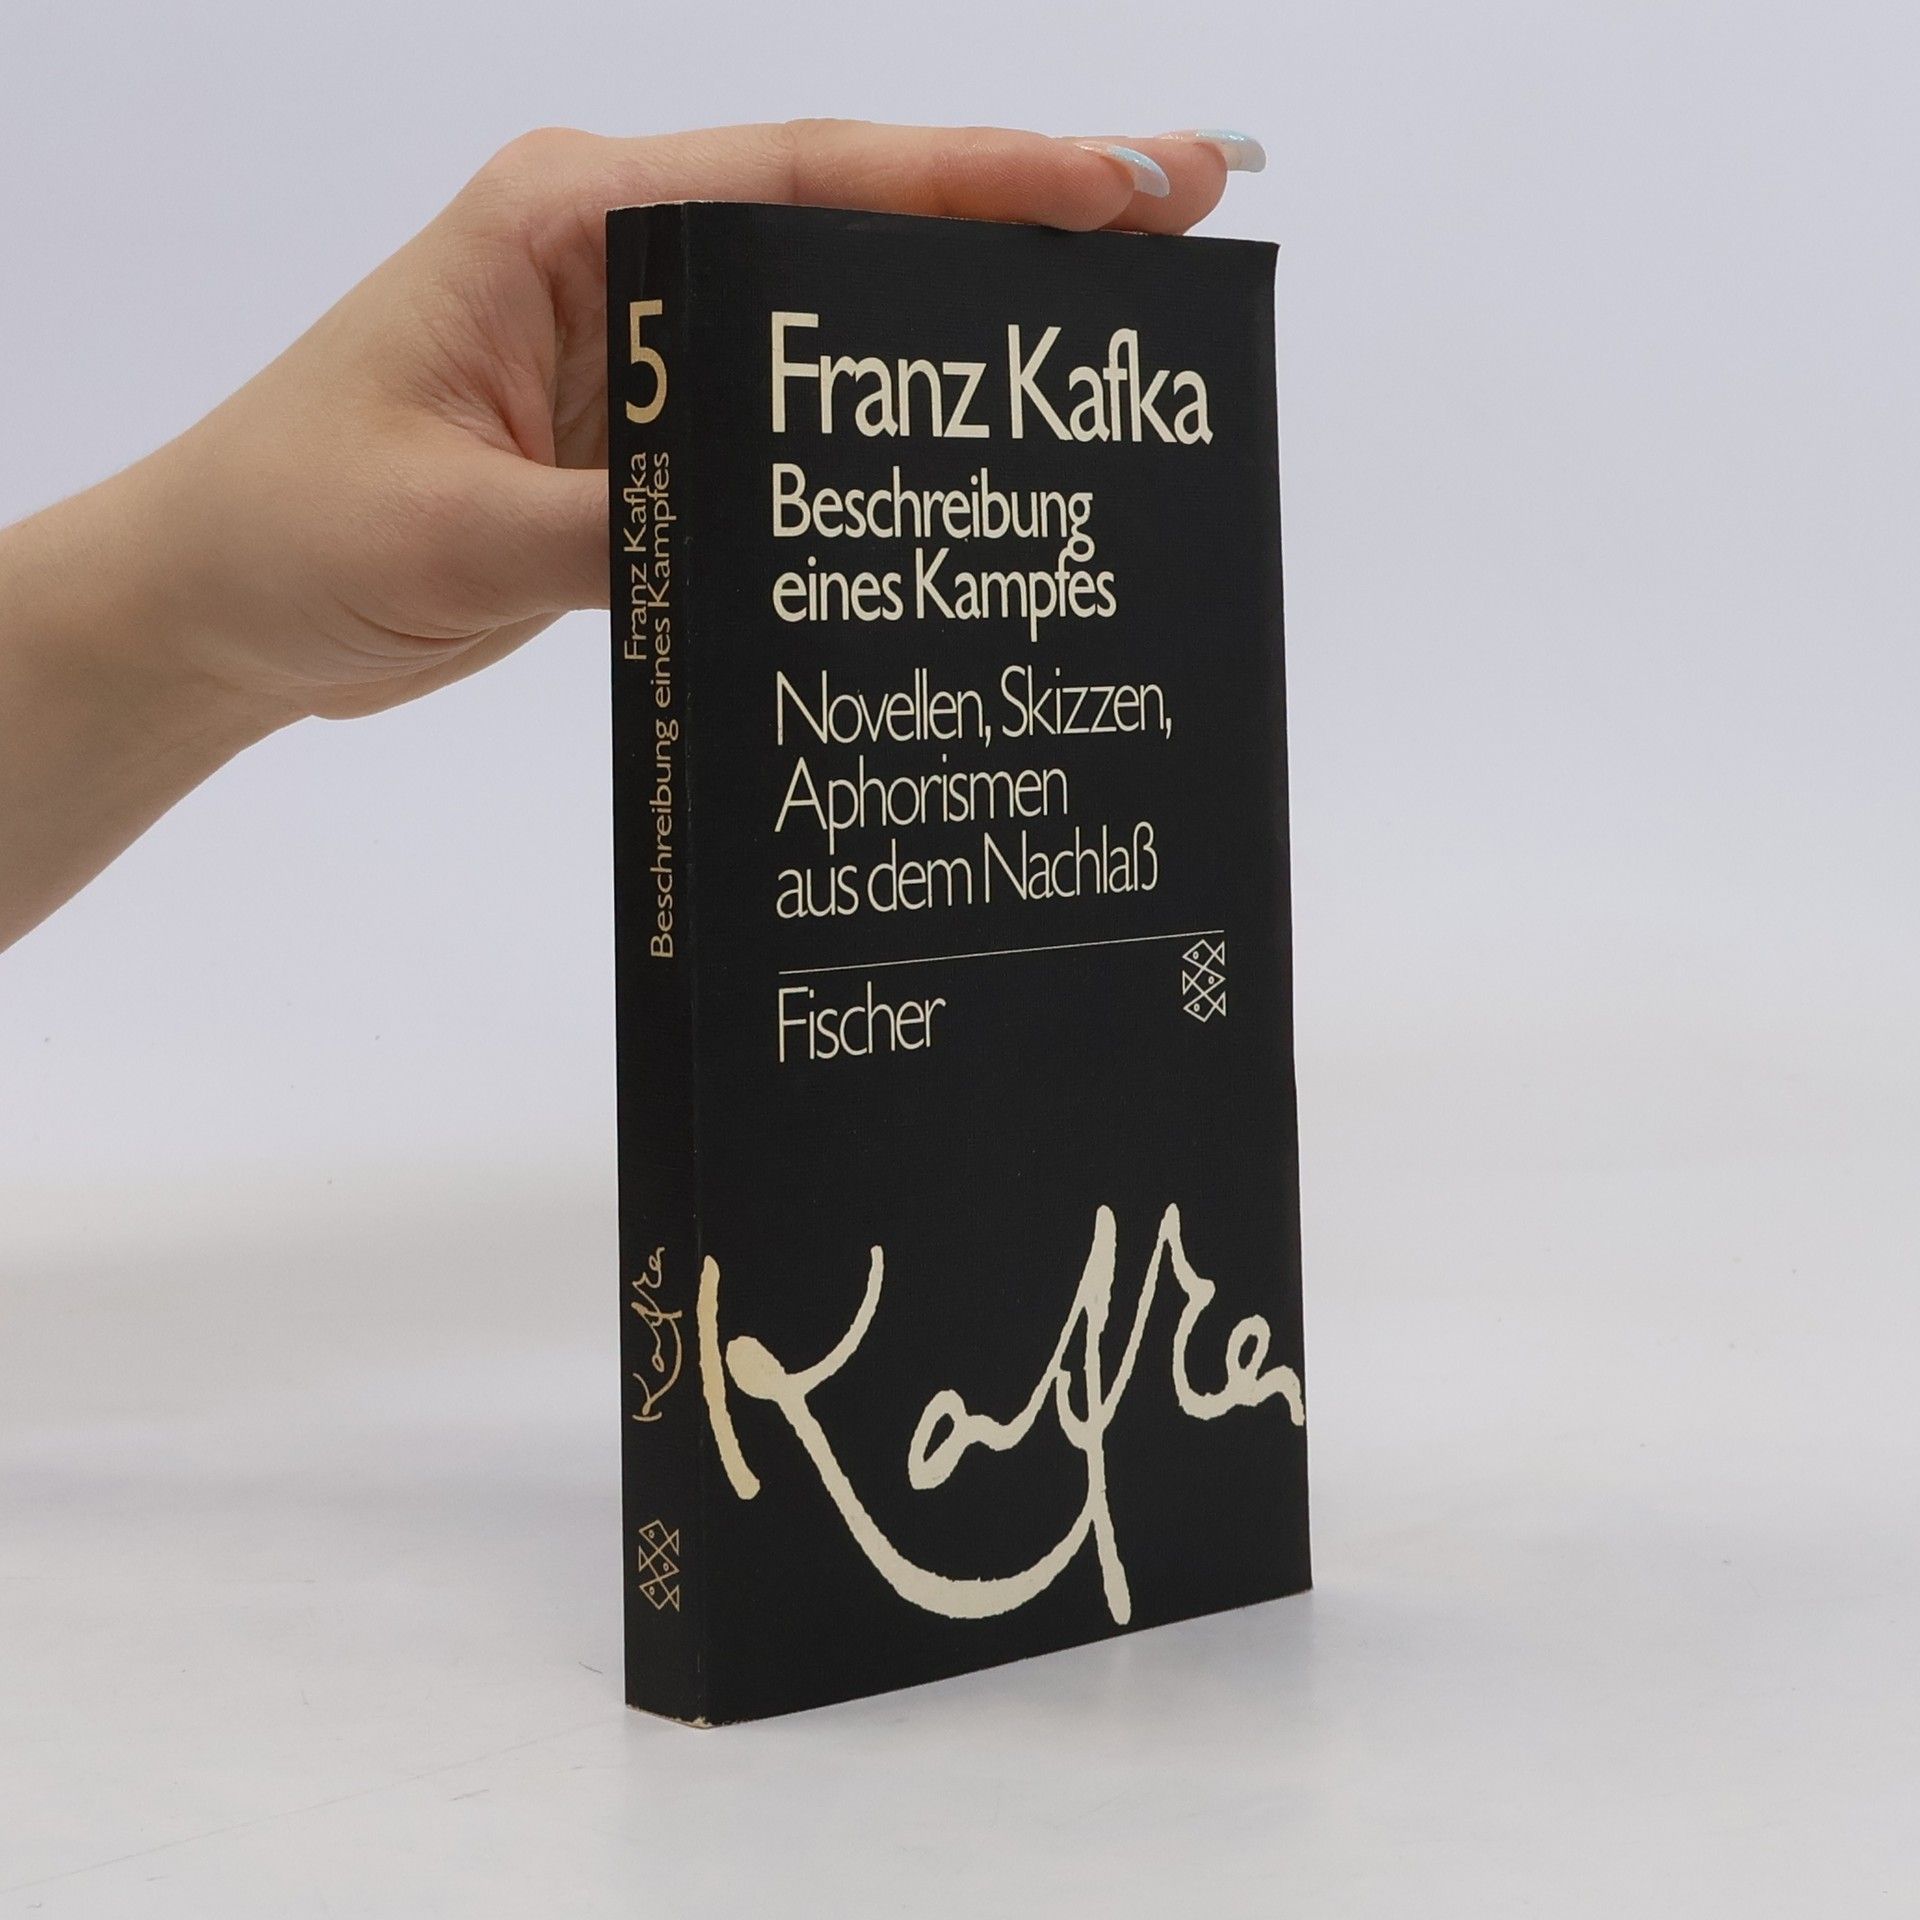 5
Franz Kafka
Beschreibung eines Kampfes
Kafka
Franz Kafka
Beschreibung
eines Kampfes
Novellen, Skizzen,
Aphorismen
aus dem Nachlaß
Fischer
Kafka